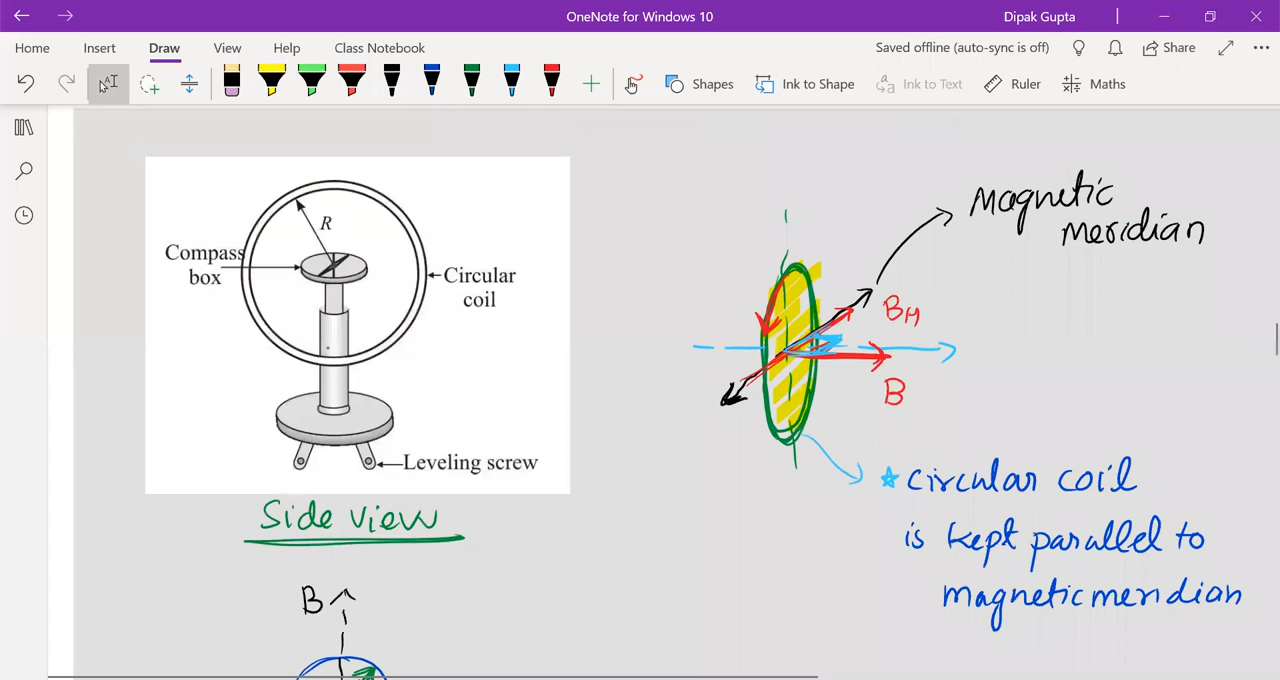 OneNote for Windows 10
Dipak Gupta
Home Insert Draw View Help Class Notebook
Saved offline (auto-sync is off)
Share
Shapes
Ink to Shape
Ink to Text
Ruler
Maths
R
Compass
box
Circular
coil
Leveling screw
Side view
B
Magnetic
meridian
BH
B
circular coil
is kept parallel to
magnetic meridian